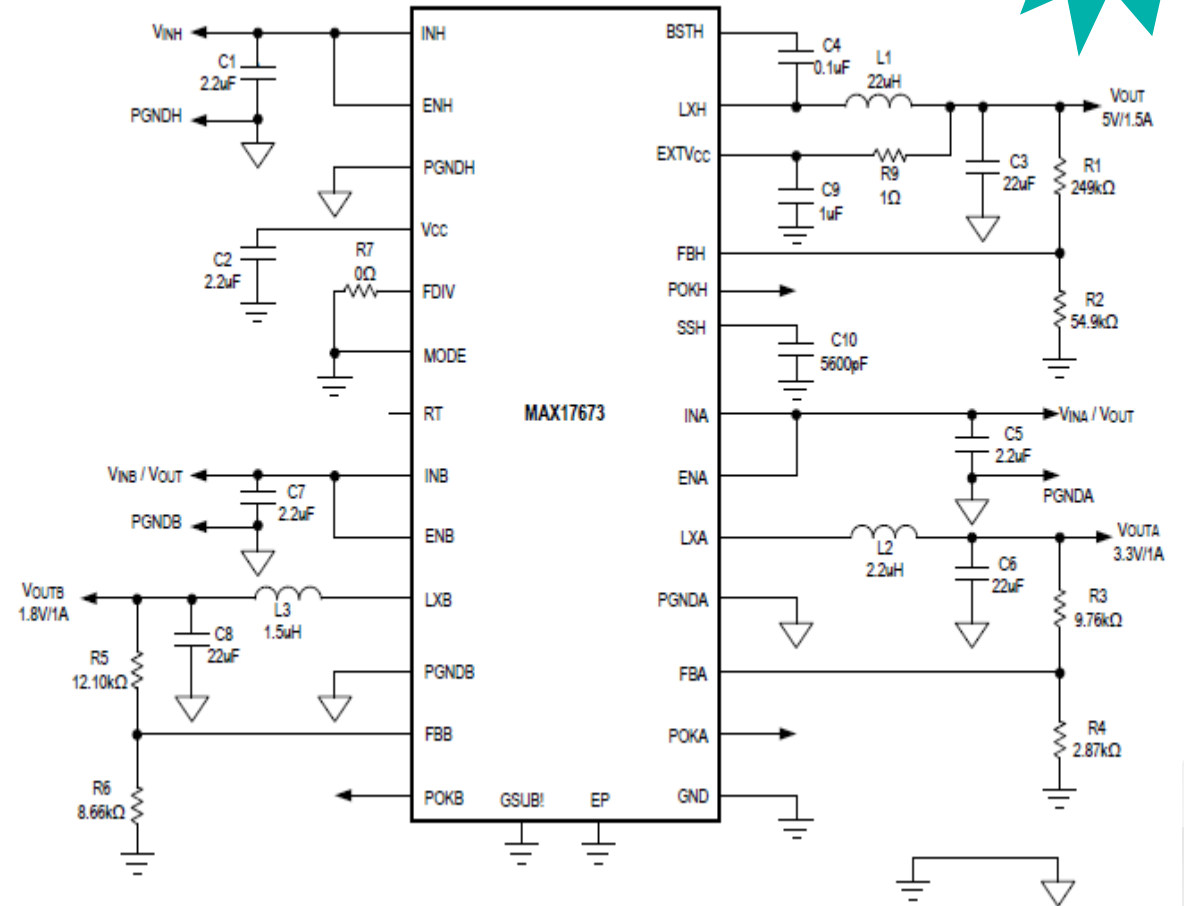 VINH
C1
2.2uF
PGNDH
C2
2.2uF
R7
0Ω
VINB / VOUT
C7
2.2uF
PGNDB
VOUTB
1.8V/1A
L3
1.5uH
C8
22uF
R5
12.10kΩ
R6
8.66kΩ
INH
ENH
PGNDH
VCC
FDIV
MODE
RT
INB
ENB
LXB
PGNDB
FBB
POKB
GSUB!
EP
MAX17673
BSTH
LXH
EXTVCC
FBH
POKH
SSH
INA
ENA
LXA
PGNDA
FBA
POKA
GND
C4
0.1uF
L1
22uH
VOUT
5V/1.5A
R9
1Ω
C9
1uF
C3
22uF
R1
249kΩ
R2
54.9kΩ
C10
5600pF
VINA / VOUT
C5
2.2uF
PGNDA
L2
2.2uH
VOUTA
3.3V/1A
C6
22uF
R3
9.76kΩ
R4
2.87kΩ